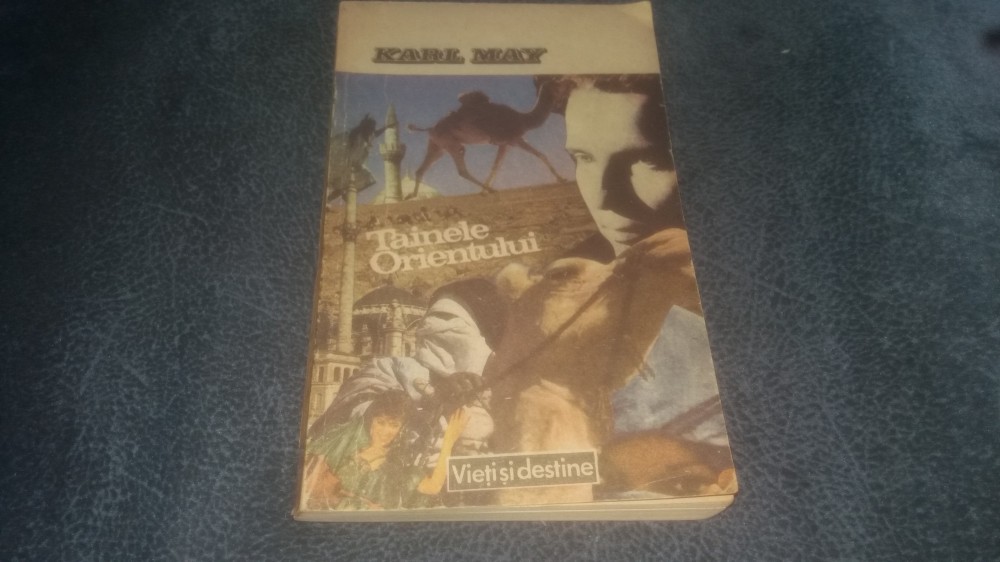 KARL MAY
Tainele
Orientului
Vieți și destine